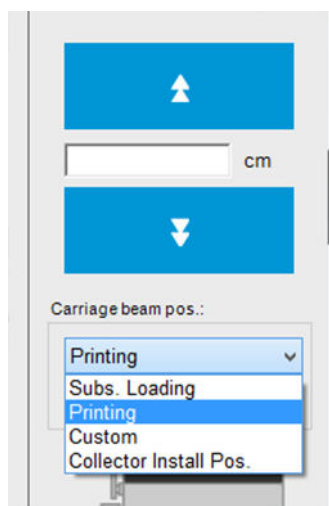 cm
Carriage beam pos.:
Printing
Subs. Loading
Printing
Custom
Collector Install Pos.